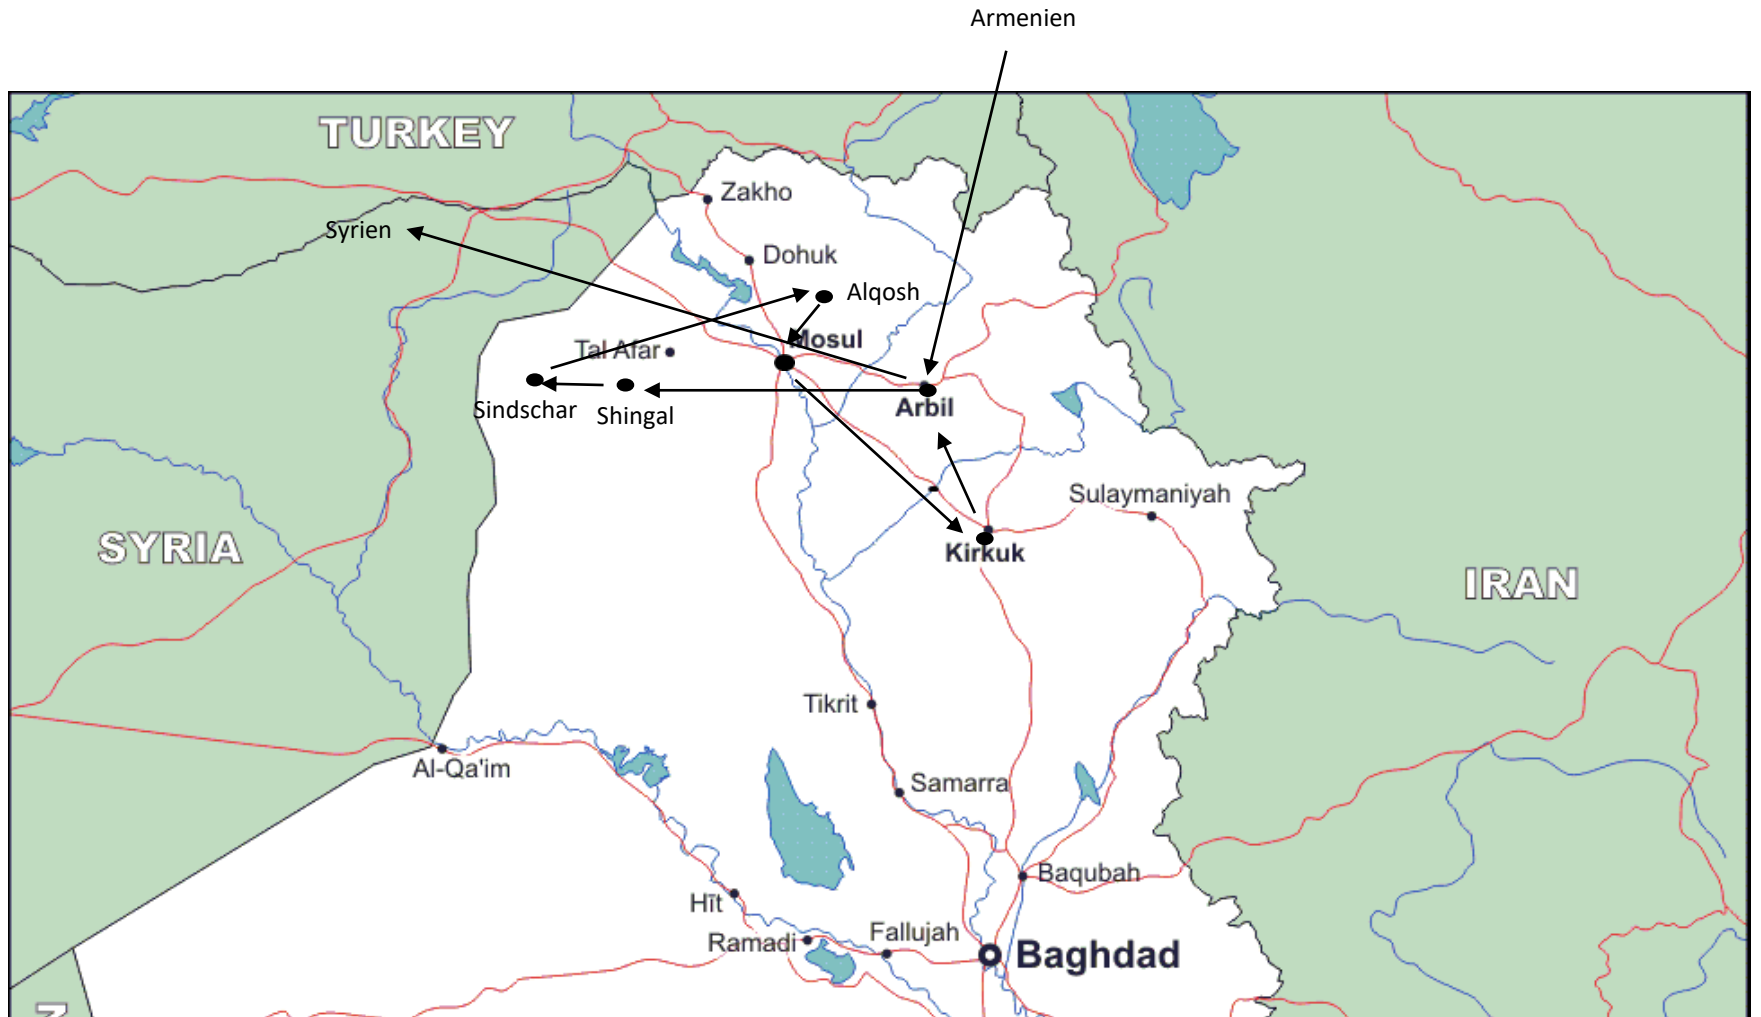 Armenien
TURKEY
Zakho
Syrien
Dohuk
Alqosh
Mosul
Tal Afar
Sindschar
Shingal
Arbil
Sulaymaniyah
Kirkuk
SYRIA
IRAN
Tikrit
Al-Qa'im
Samarra
Baqubah
Hīt
Ramadi
Fallujah
Baghdad